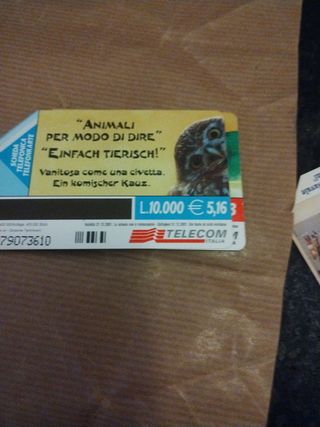 SCHEDA
TELEFONICA
TELEFONKARTE
"ANIMALI
PER MODO DI DIRE"
"EINFACH TIERISCH!"
Vanitosa come una civetta.
Ein komischer Kauz.
L.10.000 € 5,16
79073610
TELECOM
ITALIA